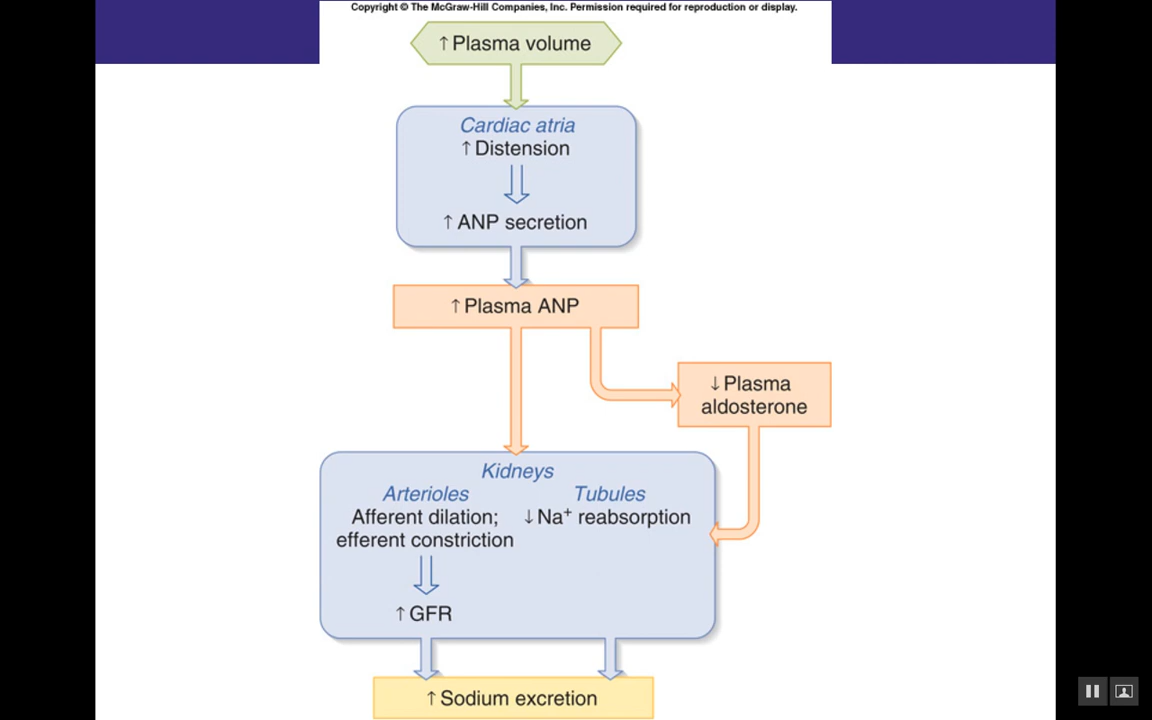 Copyright © The McGraw-Hill Companies, Inc. Permission required for reproduction or display.
↑Plasma volume
Cardiac atria
↑Distension
↑ANP secretion
↑Plasma ANP
↓Plasma
aldosterone
Kidneys
Arterioles
Afferent dilation;
efferent constriction
↑GFR
Tubules
↓Na⁺ reabsorption
↑Sodium excretion